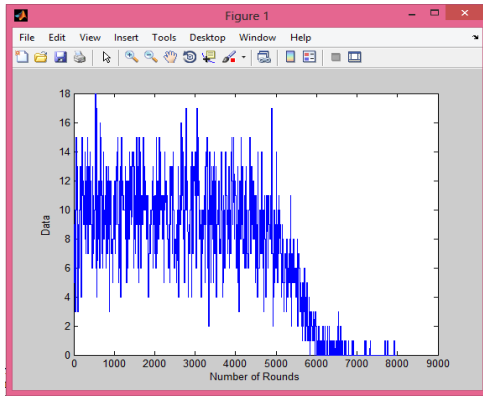 Figure 1
File Edit View Insert Tools Desktop Window Help
18
16
14
12
10
8
6
4
2
0
Data
0 1000 2000 3000 4000 5000 6000 7000 8000 9000
Number of Rounds